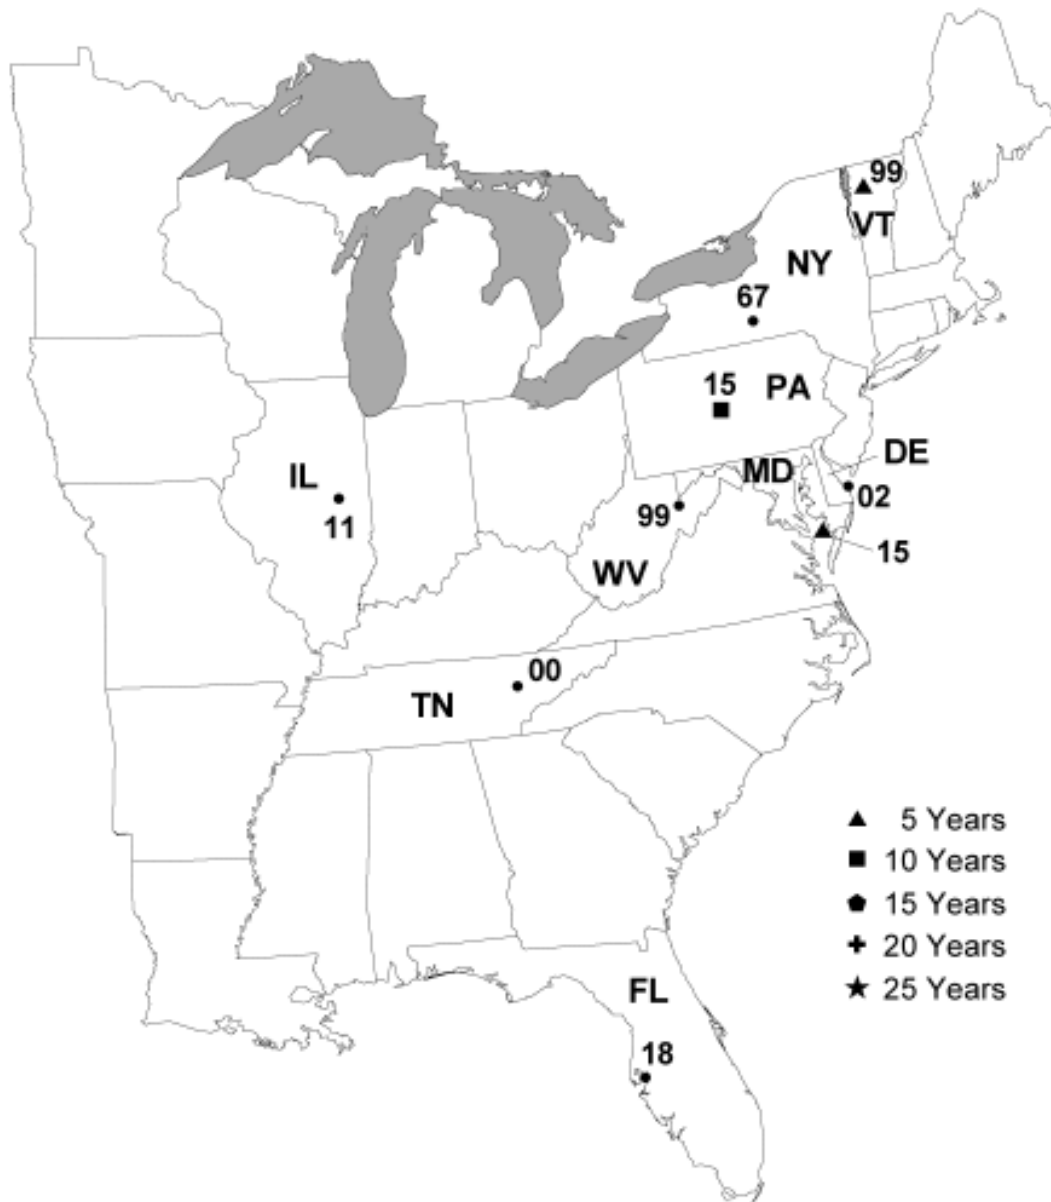 99
VT
NY
67
15
PA
DE
MD
02
IL
11
99
15
WV
00
TN
5 Years
10 Years
15 Years
20 Years
25 Years
FL
18